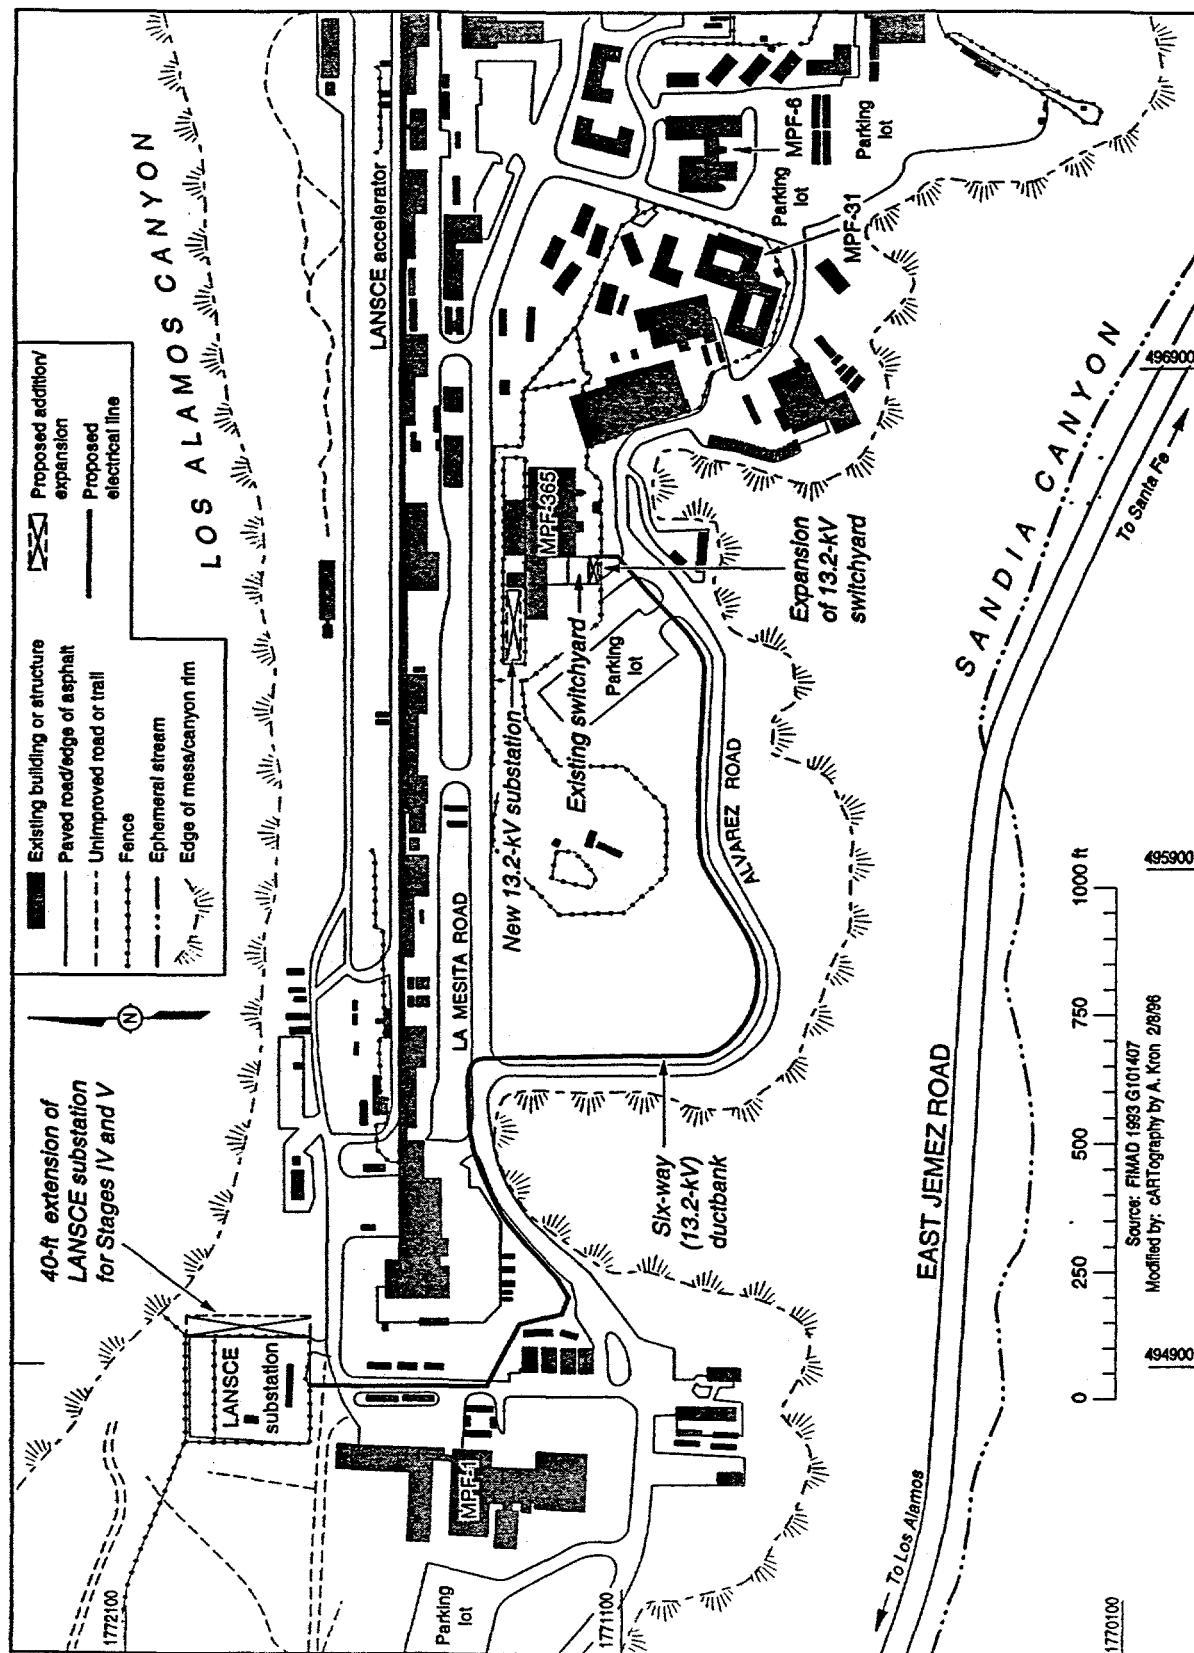 Existing building or structure
Paved road/edge of asphalt
Unimproved road or trail
Fence
Ephemeral stream
Edge of mesa/canyon rim
Proposed addition/
expansion
Proposed
electrical line
N
LOS ALAMOS CANYON
40-ft extension of
LANSCE substation
for Stages IV and V
LANSCE
substation
LANSCE accelerator
LA MESITA ROAD
MPF-1
MPF-365
MPF-6
MPF-31
Parking
lot
Parking
lot
Parking
lot
Parking
lot
New 13.2-kV substation
Existing switchyard
Expansion
of 13.2-kV
switchyard
ALVAREZ ROAD
Six-way
(13.2-kV)
ductbank
SANDIA CANYON
EAST JEMEZ ROAD
To Los Alamos
To Santa Fe
1772100
1771100
1770100
494900
495900
496900
0 250 500 750 1000 ft
Source: FIMAD 1993 G101407
Modified by: cARTography by A. Kron 2/8/96